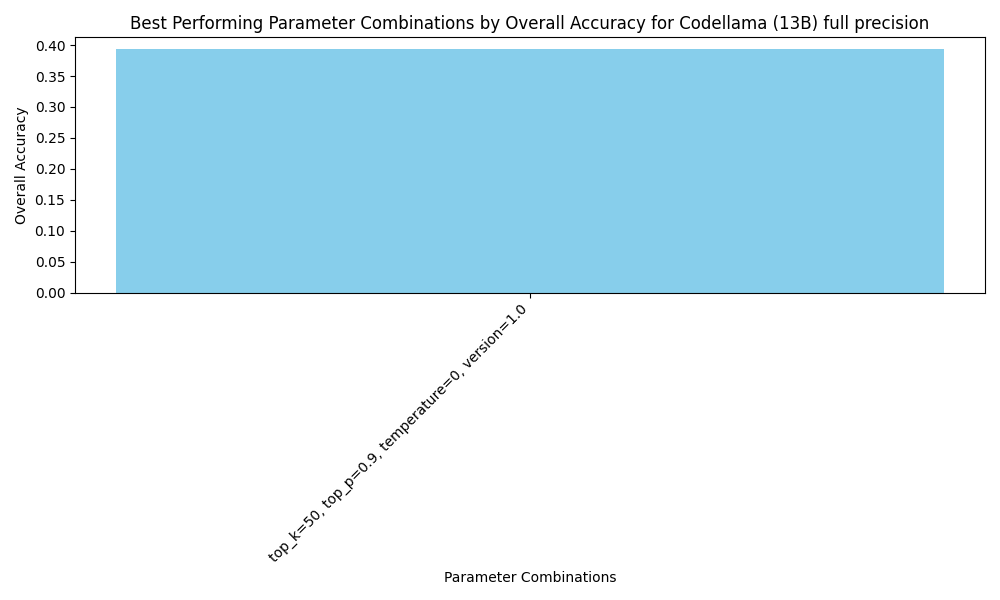 Best Performing Parameter Combinations by Overall Accuracy for Codellama (13B) full precision
Overall Accuracy
0.40
0.35
0.30
0.25
0.20
0.15
0.10
0.05
0.00
top_k=50, top_p=0.9, temperature=0, version=1.0
Parameter Combinations